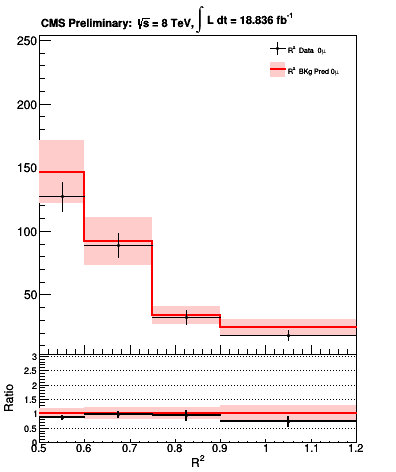 CMS Preliminary: √s = 8 TeV, ∫ L dt = 18.836 fb⁻¹
250
R² Data 0μ
R² BKg Pred 0μ
200
150
100
50
3
2.5
2
1.5
1
0.5
0
Ratio
0.5 0.6 0.7 0.8 0.9 1 1.1 1.2
R²